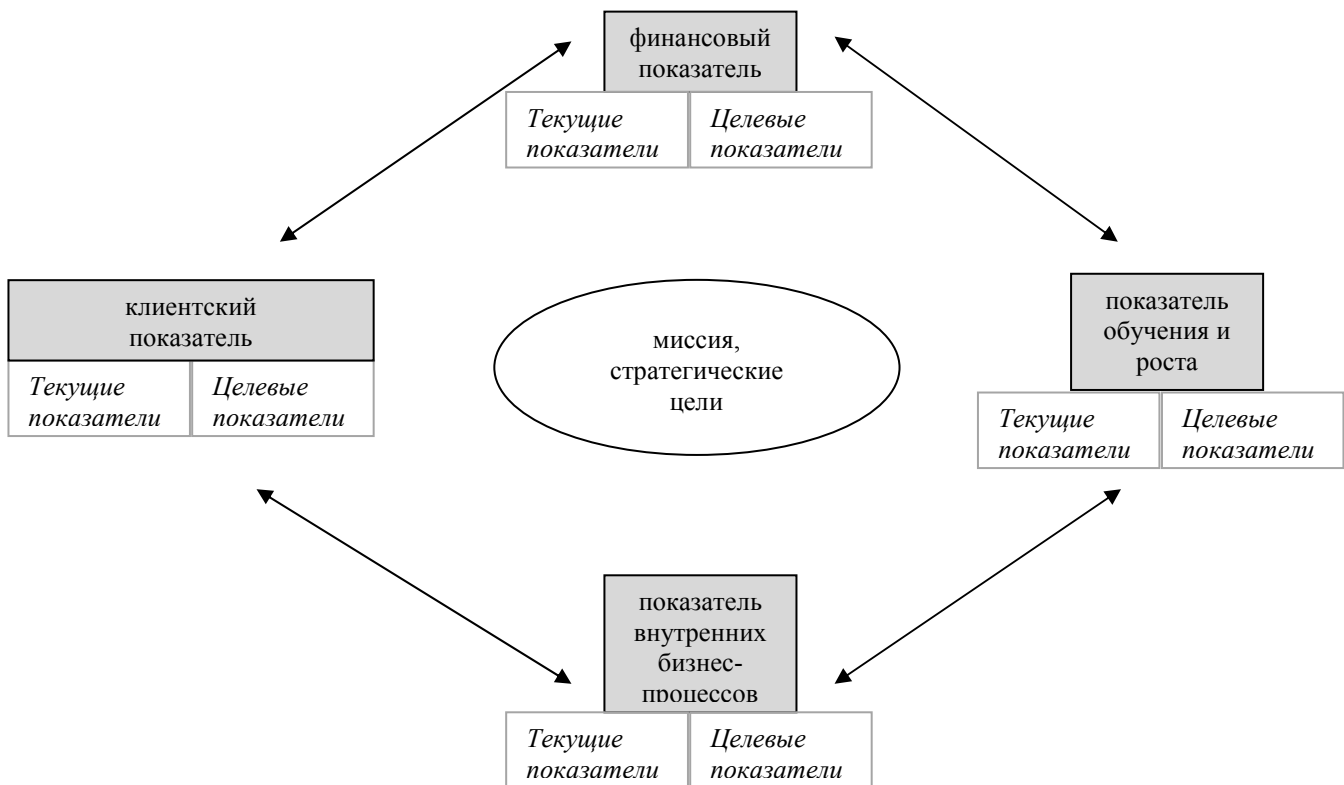 финансовый
показатель
Текущие
показатели
Целевые
показатели
клиентский
показатель
Текущие
показатели
Целевые
показатели
миссия,
стратегические
цели
показатель
обучения и
роста
Текущие
показатели
Целевые
показатели
показатель
внутренних
бизнес-
процессов
Текущие
показатели
Целевые
показатели